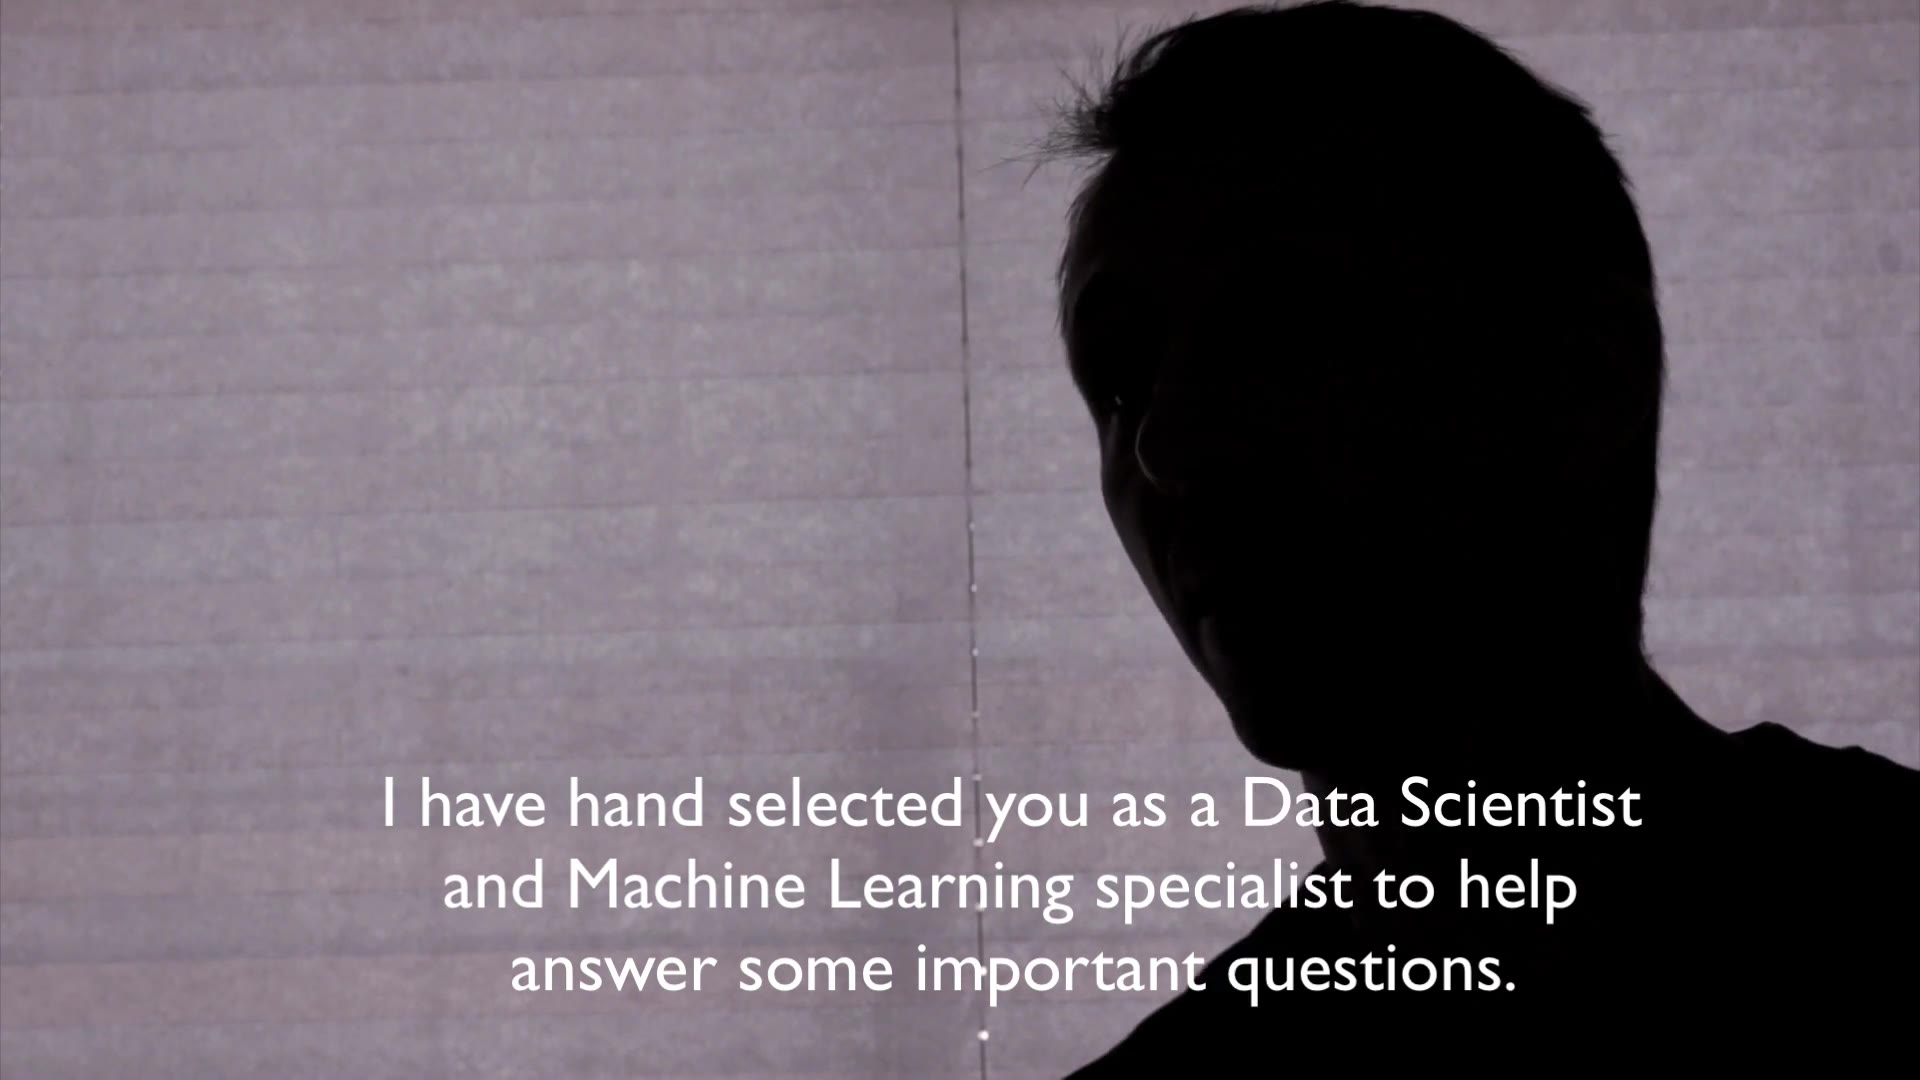 I have hand selected you as a Data Scientist
and Machine Learning specialist to help
answer some important questions.